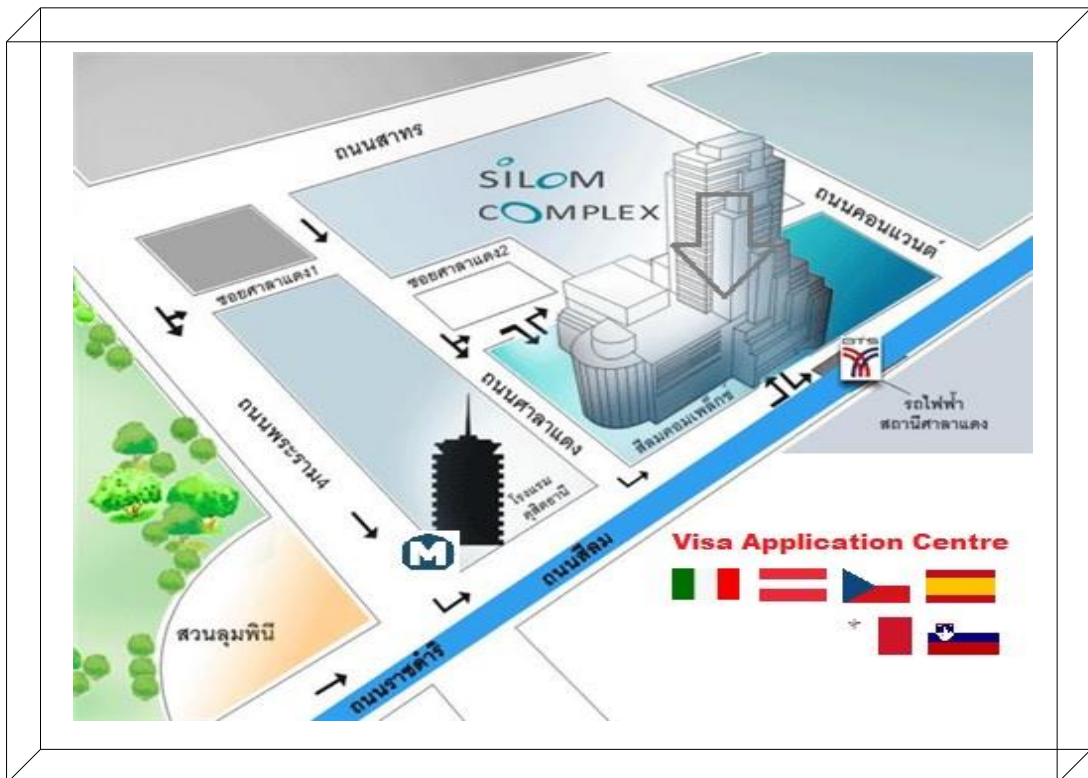 ถนนสาทร
SILOM
COMPLEX
ถนนคอนแวนต์
ซอยศาลาแดง1
ซอยศาลาแดง2
BTS
รถไฟฟ้า
สถานีศาลาแดง
ถนนศาลาแดง
สีลมคอมเพล็กซ์
ถนนพระราม4
โรงแรม
ดุสิตธานี
M
ถนนสีลม
Visa Application Centre
สวนลุมพินี
ถนนราชดำริ